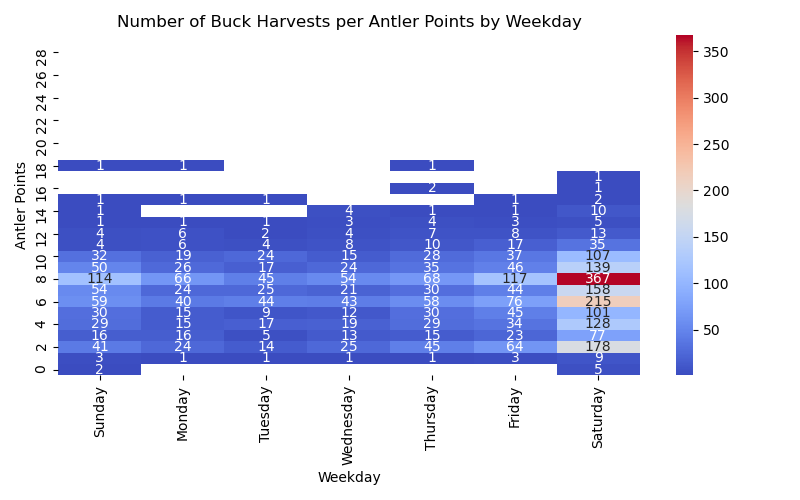 Number of Buck Harvests per Antler Points by Weekday
28 350
26
24 300
22
20 250
18 1 1 1
1
16 2 1 200
1 1 1 1 2
14 1 4 1 1 10
1 1 1 3 4 3 5
12 4 6 2 4 7 8 13 150
4 6 4 8 10 17 35
10 32 19 24 15 28 37 107
50 26 17 24 35 46 139
8 114 66 45 54 68 117 367 100
54 24 25 21 30 44 158
6 59 40 44 43 58 76 215
30 15 9 12 30 45 101
4 29 15 17 19 29 34 128 50
16 16 5 13 15 23 77
2 41 24 14 25 45 64 178
3 1 1 1 1 3 9
0 2 5
Antler Points
Sunday Monday Tuesday Wednesday Thursday Friday Saturday
Weekday